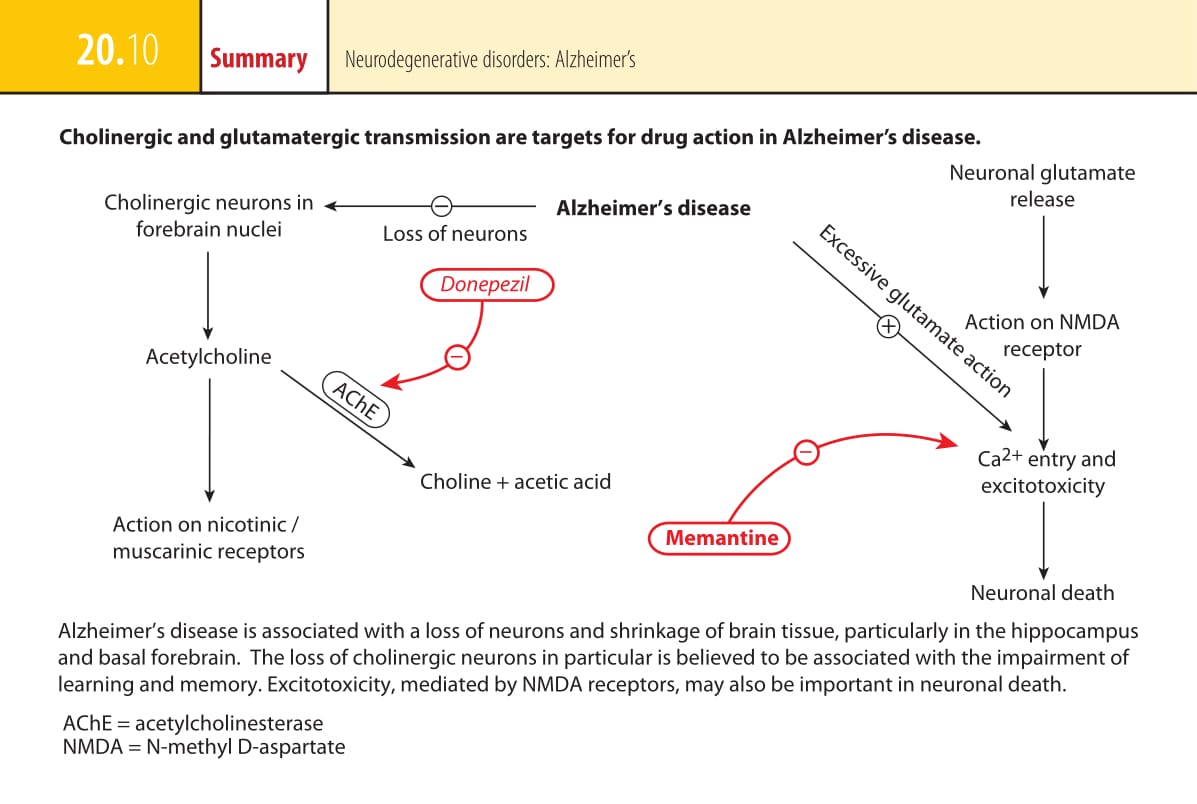 20.10
Summary
Neurodegenerative disorders: Alzheimer's
Cholinergic and glutamatergic transmission are targets for drug action in Alzheimer's disease.
Cholinergic neurons in
forebrain nuclei
−
Loss of neurons
Alzheimer's disease
Neuronal glutamate
release
Donepezil
−
Excessive glutamate action
+
Action on NMDA
receptor
Acetylcholine
AChE
Choline + acetic acid
−
Ca2+ entry and
excitotoxicity
Action on nicotinic /
muscarinic receptors
Memantine
Neuronal death
Alzheimer's disease is associated with a loss of neurons and shrinkage of brain tissue, particularly in the hippocampus
and basal forebrain.  The loss of cholinergic neurons in particular is believed to be associated with the impairment of
learning and memory. Excitotoxicity, mediated by NMDA receptors, may also be important in neuronal death.
AChE = acetylcholinesterase
NMDA = N-methyl D-aspartate